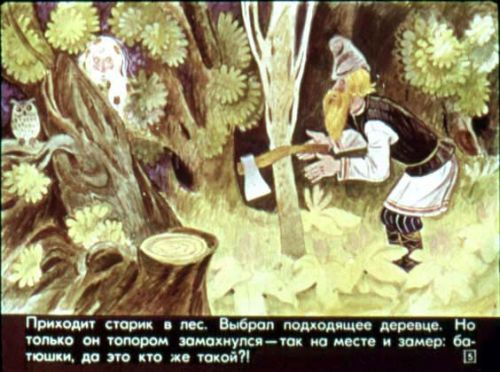 Приходит старик в лес. Выбрал подходящее деревце. Но
только он топором замахнулся—так на месте и замер: ба-
тюшки, да это кто же такой?!
5